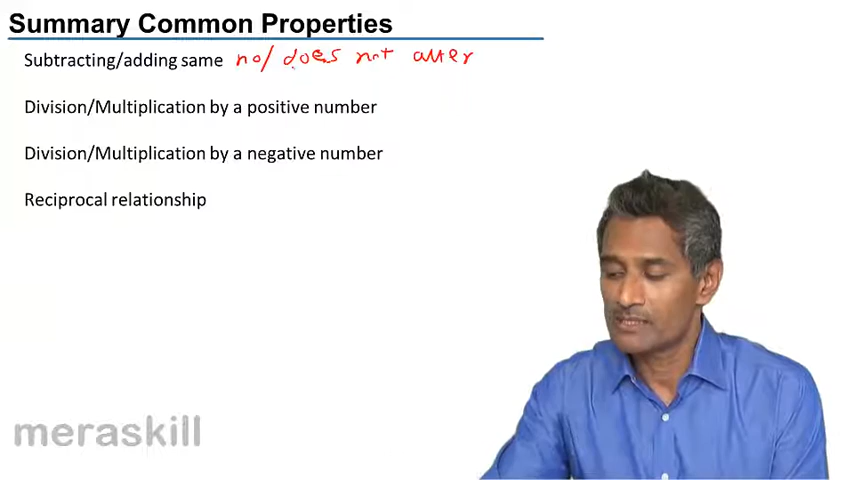 Summary Common Properties
Subtracting/adding same no/does not alter
Division/Multiplication by a positive number
Division/Multiplication by a negative number
Reciprocal relationship
meraskill